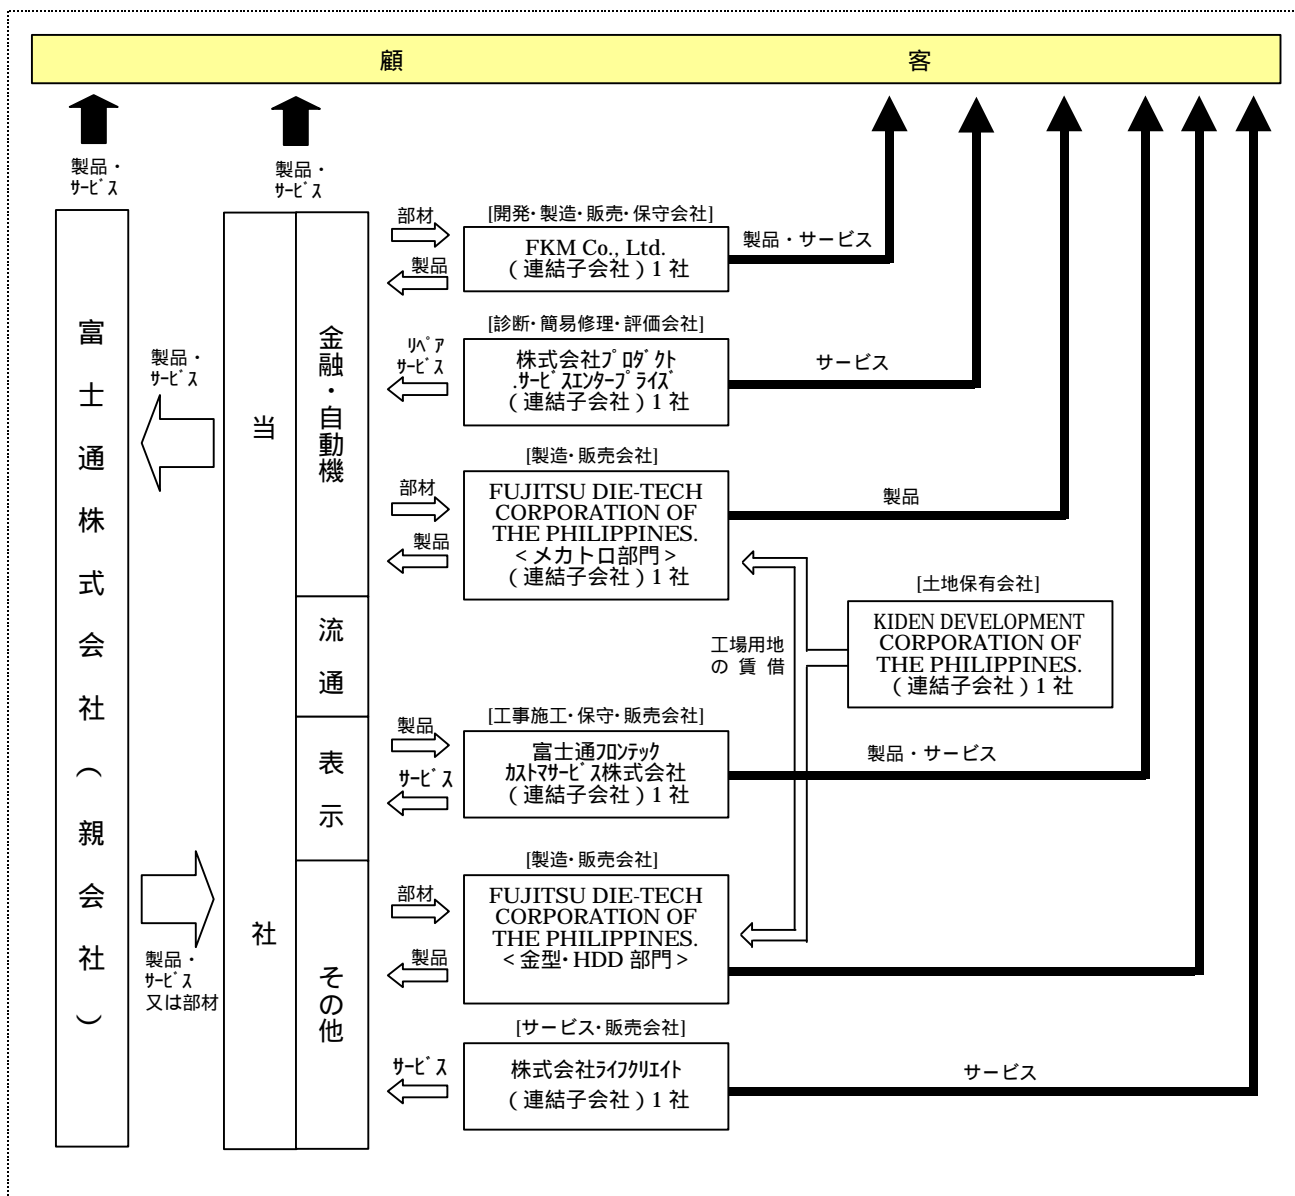 顧客
製品・
サービス
製品・
サービス
富士通株式会社(親会社)
製品・
サービス
製品・
サービス
又は部材
当社
金融・自動機
流通
表示
その他
部材
製品
[開発・製造・販売・保守会社]
FKM Co., Ltd.
(連結子会社)1社
製品・サービス
リペア
サービス
[診断・簡易修理・評価会社]
株式会社プロダクト
.サービスエンタープライズ
(連結子会社)1社
サービス
部材
製品
[製造・販売会社]
FUJITSU DIE-TECH
CORPORATION OF
THE PHILIPPINES.
<メカトロ部門>
(連結子会社)1社
製品
[土地保有会社]
KIDEN DEVELOPMENT
CORPORATION OF
THE PHILIPPINES.
(連結子会社)1社
工場用地
の賃借
製品
サービス
[工事施工・保守・販売会社]
富士通フロンテック
カストマサービス株式会社
(連結子会社)1社
製品・サービス
部材
製品
[製造・販売会社]
FUJITSU DIE-TECH
CORPORATION OF
THE PHILIPPINES.
<金型・HDD 部門>
サービス
[サービス・販売会社]
株式会社ライフクリエイト
(連結子会社)1社
サービス